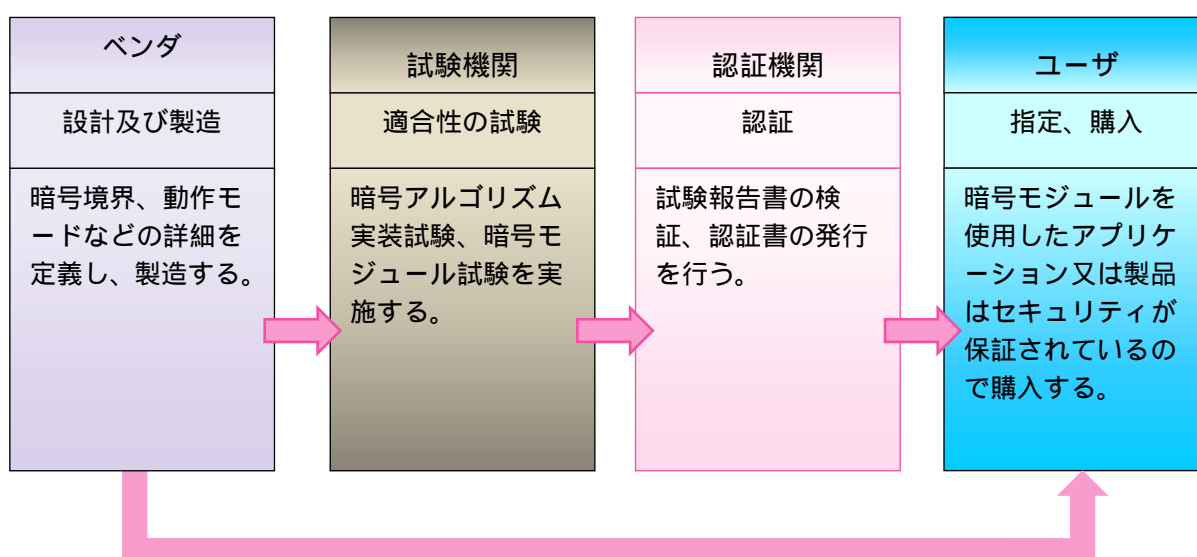 ベンダ
設計及び製造
暗号境界、動作モ
ードなどの詳細を
定義し、製造する。
試験機関
適合性の試験
暗号アルゴリズム
実装試験、暗号モ
ジュール試験を実
施する。
認証機関
認証
試験報告書の検
証、認証書の発行
を行う。
ユーザ
指定、購入
暗号モジュールを
使用したアプリケ
ーション又は製品
はセキュリティが
保証されているの
で購入する。